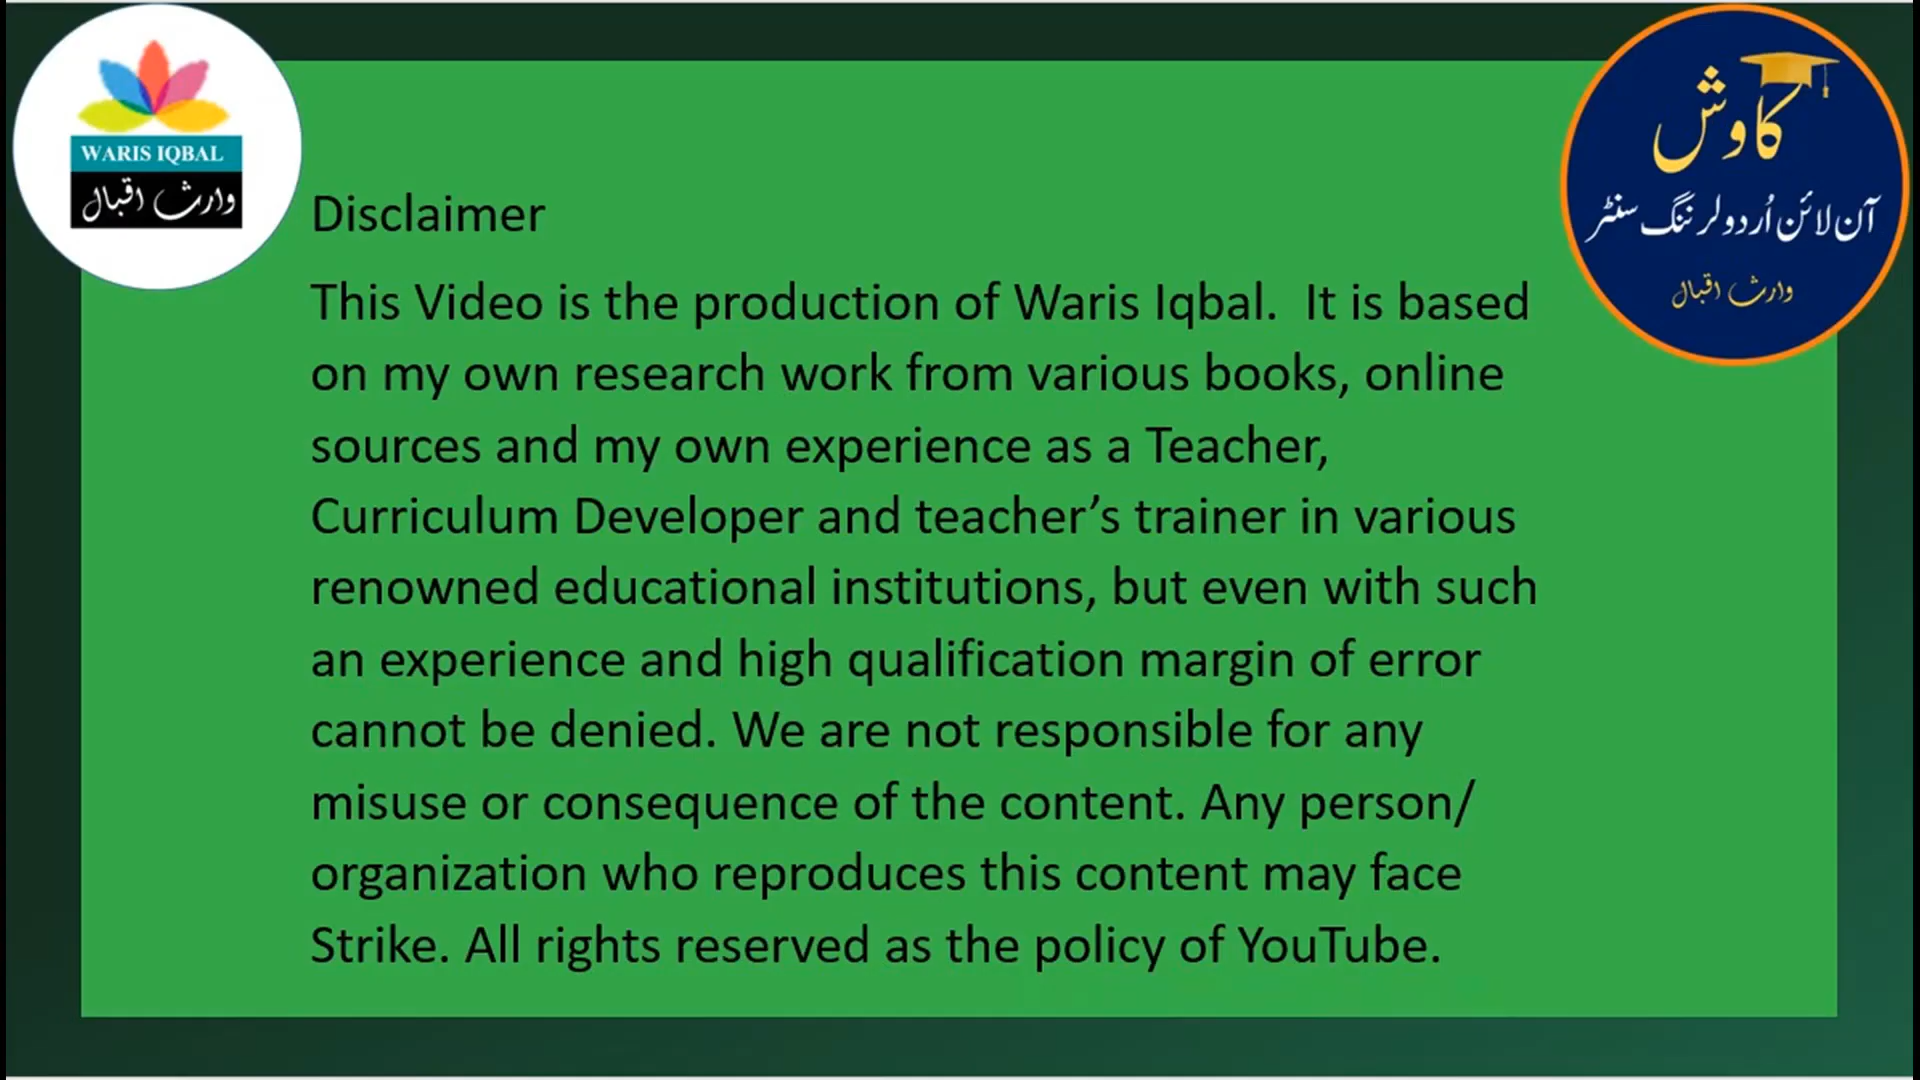 WARIS IQBAL
وارث اقبال
کاوش
آن لائن اُردو لرننگ سنٹر
وارث اقبال
Disclaimer
This Video is the production of Waris Iqbal.  It is based
on my own research work from various books, online
sources and my own experience as a Teacher,
Curriculum Developer and teacher’s trainer in various
renowned educational institutions, but even with such
an experience and high qualification margin of error
cannot be denied. We are not responsible for any
misuse or consequence of the content. Any person/
organization who reproduces this content may face
Strike. All rights reserved as the policy of YouTube.